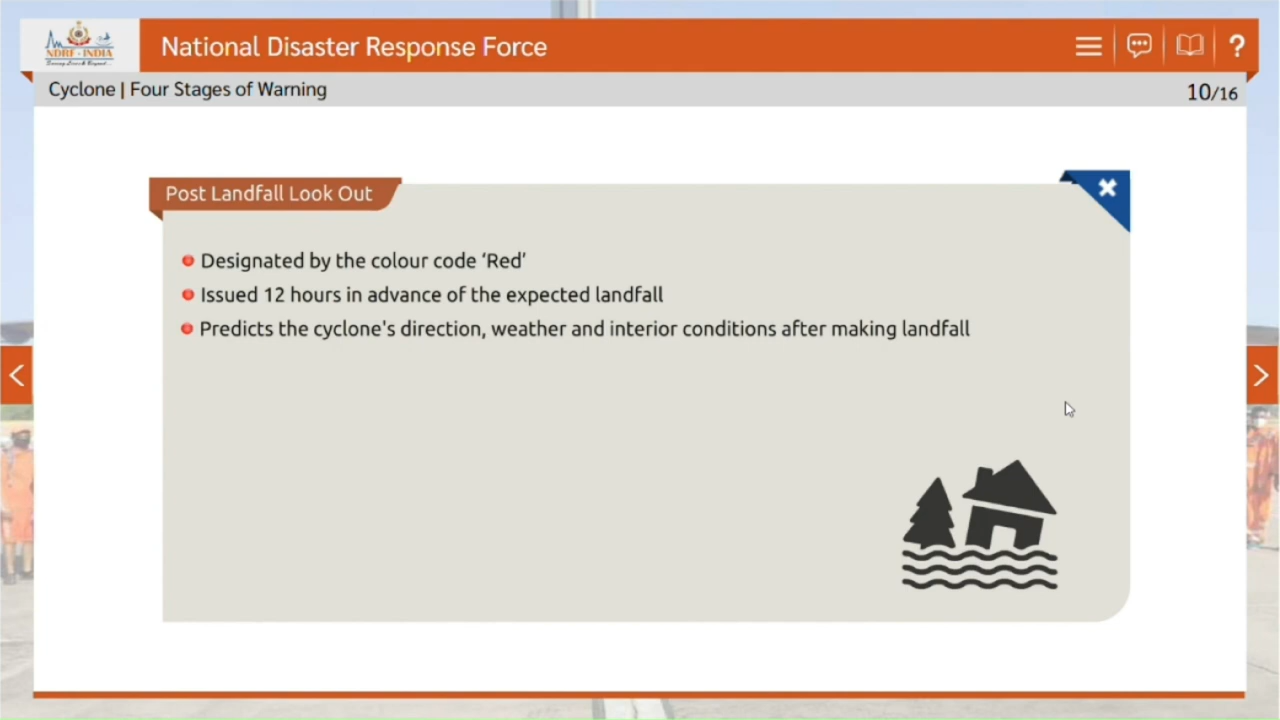 NDRF - INDIA
National Disaster Response Force
?
Cyclone | Four Stages of Warning
10/16
Post Landfall Look Out
Designated by the colour code ‘Red’
Issued 12 hours in advance of the expected landfall
Predicts the cyclone's direction, weather and interior conditions after making landfall